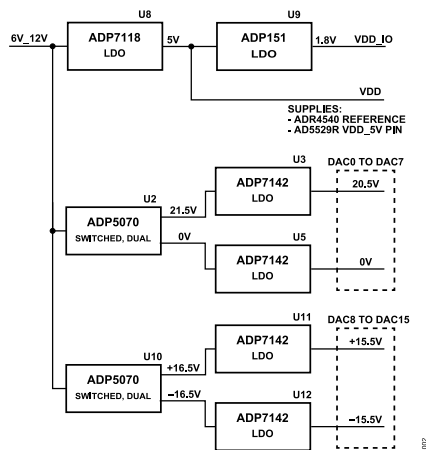 U8
U9
6V_12V
ADP7118
LDO
5V
ADP151
LDO
1.8V
VDD_IO
VDD
SUPPLIES:
- ADR4540 REFERENCE
- AD5529R VDD_5V PIN
U3
DAC0 TO DAC7
U2
21.5V
ADP7142
LDO
20.5V
ADP5070
SWITCHED, DUAL
0V
U5
ADP7142
LDO
0V
U11
DAC8 TO DAC15
U10
+16.5V
ADP7142
LDO
+15.5V
ADP5070
SWITCHED, DUAL
–16.5V
U12
ADP7142
LDO
–15.5V
002